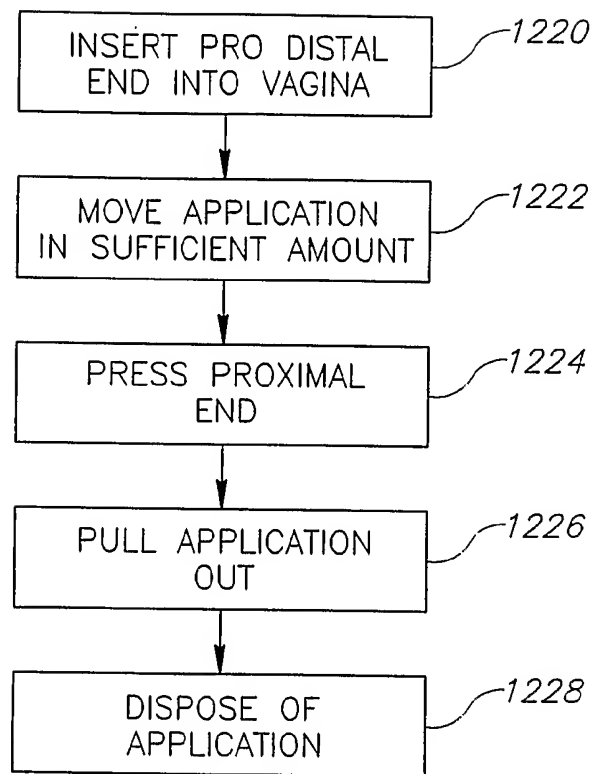 INSERT PRO DISTAL
END INTO VAGINA
1220
MOVE APPLICATION
IN SUFFICIENT AMOUNT
1222
PRESS PROXIMAL
END
1224
PULL APPLICATION
OUT
1226
DISPOSE OF
APPLICATION
1228